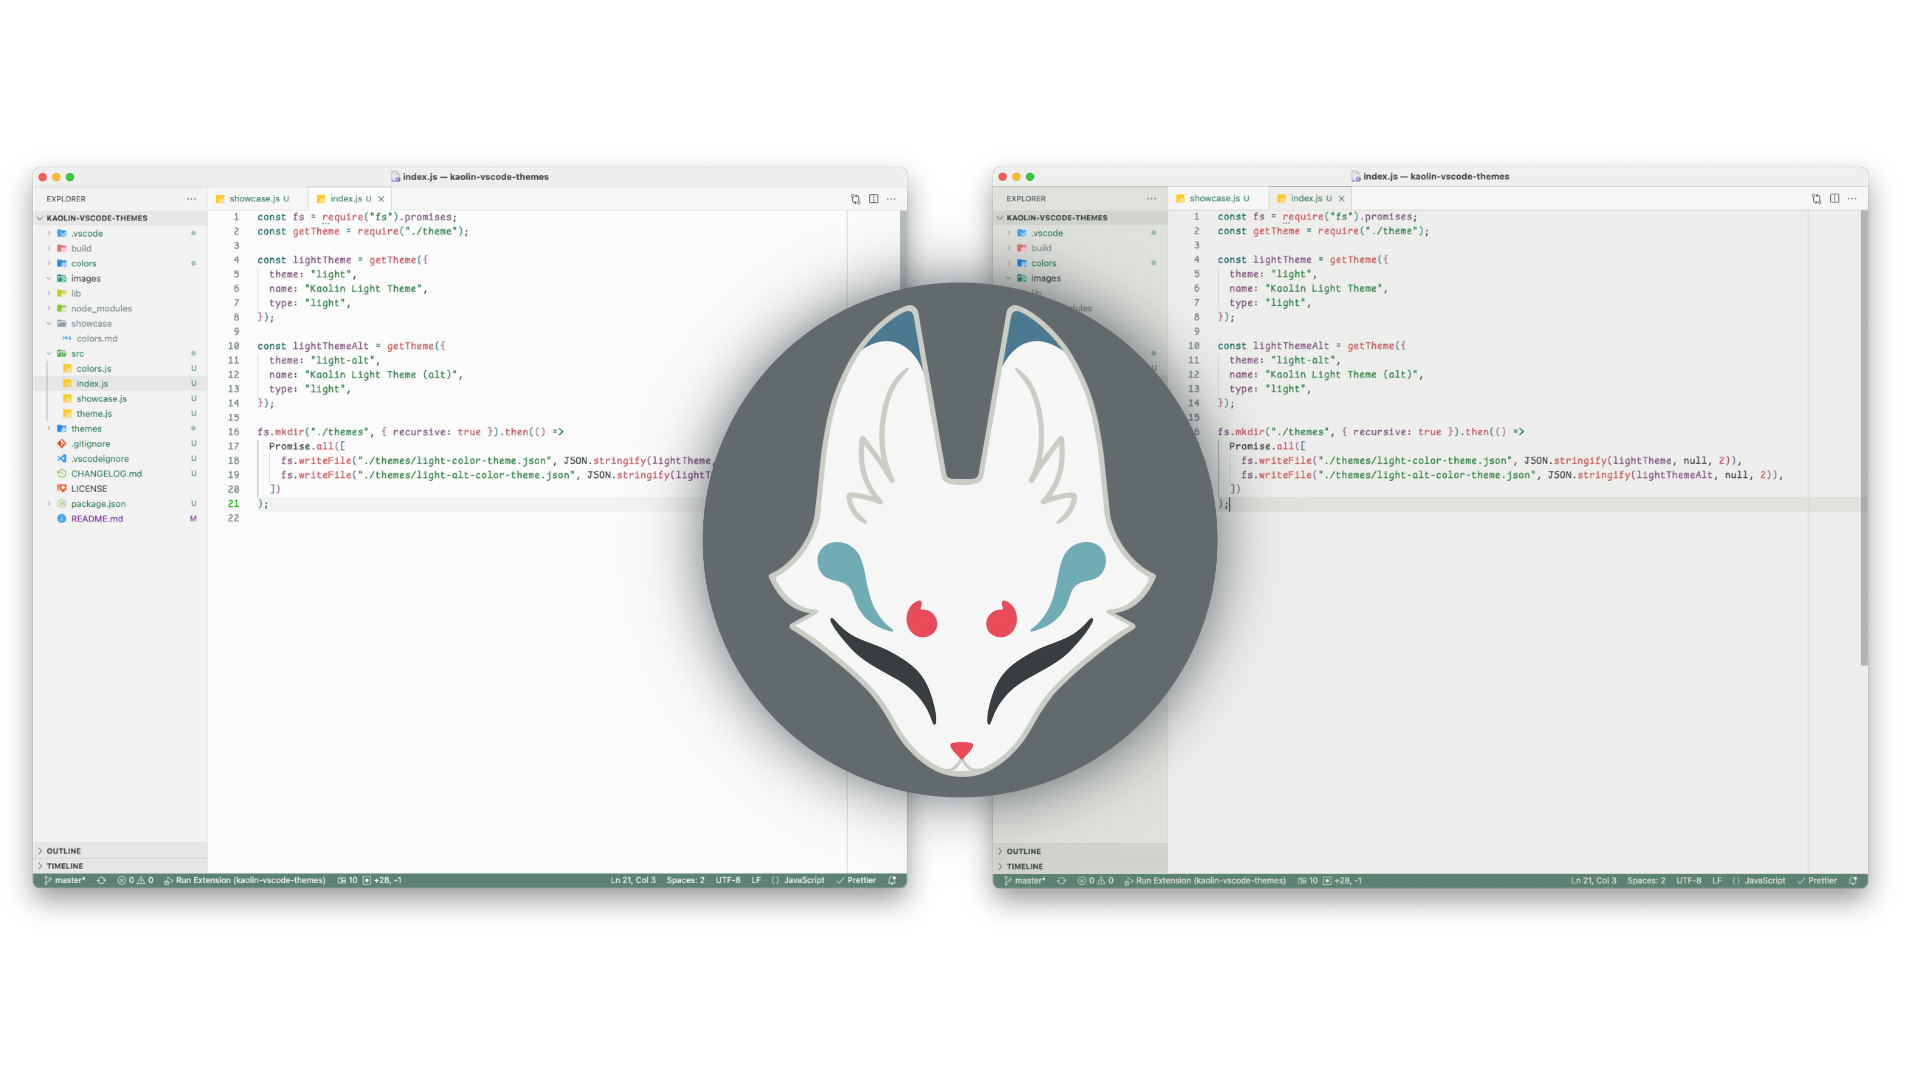 index.js — kaolin-vscode-themes
EXPLORER
showcase.js U
index.js U
KAOLIN-VSCODE-THEMES
.vscode
build
colors
images
lib
node_modules
showcase
colors.md
src
colors.js U
index.js U
showcase.js U
theme.js U
themes
.gitignore U
.vscodeignore U
CHANGELOG.md U
LICENSE
package.json U
README.md M
OUTLINE
TIMELINE
1 const fs = require("fs").promises;
2 const getTheme = require("./theme");
3
4 const lightTheme = getTheme({
5 theme: "light",
6 name: "Kaolin Light Theme",
7 type: "light",
8 });
9
10 const lightThemeAlt = getTheme({
11 theme: "light-alt",
12 name: "Kaolin Light Theme (alt)",
13 type: "light",
14 });
15
16 fs.mkdir("./themes", { recursive: true }).then(() =>
17 Promise.all([
18 fs.writeFile("./themes/light-color-theme.json", JSON.stringify(lightTheme,
19 fs.writeFile("./themes/light-alt-color-theme.json", JSON.stringify(lightT
20 ])
21 );
22
master* 0 0 Run Extension (kaolin-vscode-themes) 10 +28, -1 Ln 21, Col 3 Spaces: 2 UTF-8 LF {} JavaScript Prettier
index.js — kaolin-vscode-themes
EXPLORER
showcase.js U
index.js U
KAOLIN-VSCODE-THEMES
.vscode
build
colors
images
OUTLINE
TIMELINE
1 const fs = require("fs").promises;
2 const getTheme = require("./theme");
3
4 const lightTheme = getTheme({
5 theme: "light",
6 name: "Kaolin Light Theme",
7 type: "light",
8 });
9
10 const lightThemeAlt = getTheme({
11 theme: "light-alt",
12 name: "Kaolin Light Theme (alt)",
13 type: "light",
14 });
15
6 fs.mkdir("./themes", { recursive: true }).then(() =>
Promise.all([
fs.writeFile("./themes/light-color-theme.json", JSON.stringify(lightTheme, null, 2)),
fs.writeFile("./themes/light-alt-color-theme.json", JSON.stringify(lightThemeAlt, null, 2)),
])
);
master* 0 0 Run Extension (kaolin-vscode-themes) 10 +28, -1 Ln 21, Col 3 Spaces: 2 UTF-8 LF {} JavaScript Prettier